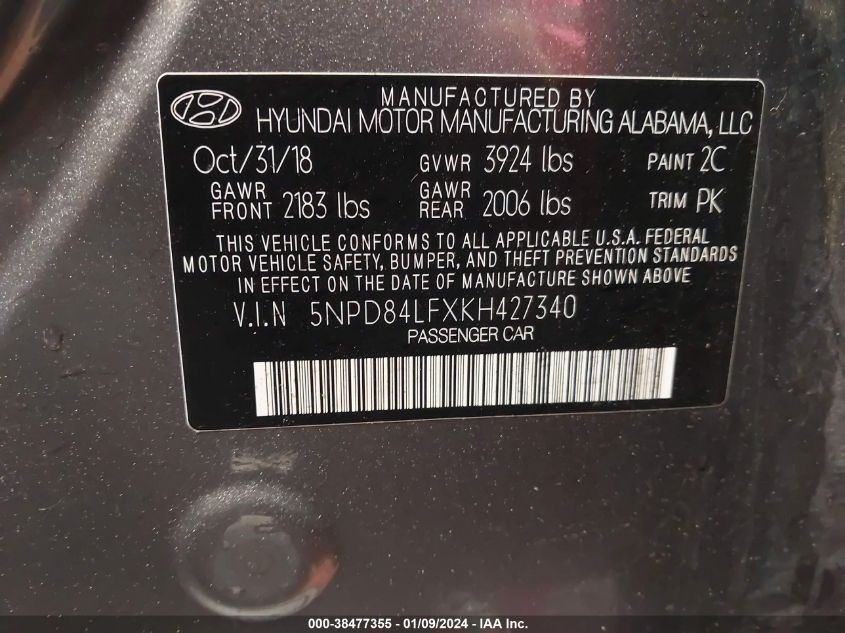 MANUFACTURED BY
HYUNDAI MOTOR MANUFACTURING ALABAMA, LLC
Oct/31/18 GVWR 3924 lbs PAINT 2C
GAWR FRONT 2183 lbs GAWR REAR 2006 lbs TRIM PK
THIS VEHICLE CONFORMS TO ALL APPLICABLE U.S.A. FEDERAL
MOTOR VEHICLE SAFETY, BUMPER, AND THEFT PREVENTION STANDARDS
IN EFFECT ON THE DATE OF MANUFACTURE SHOWN ABOVE.
V.I.N 5NPD84LFXKH427340
PASSENGER CAR
000-38477355 - 01/09/2024 - IAA Inc.